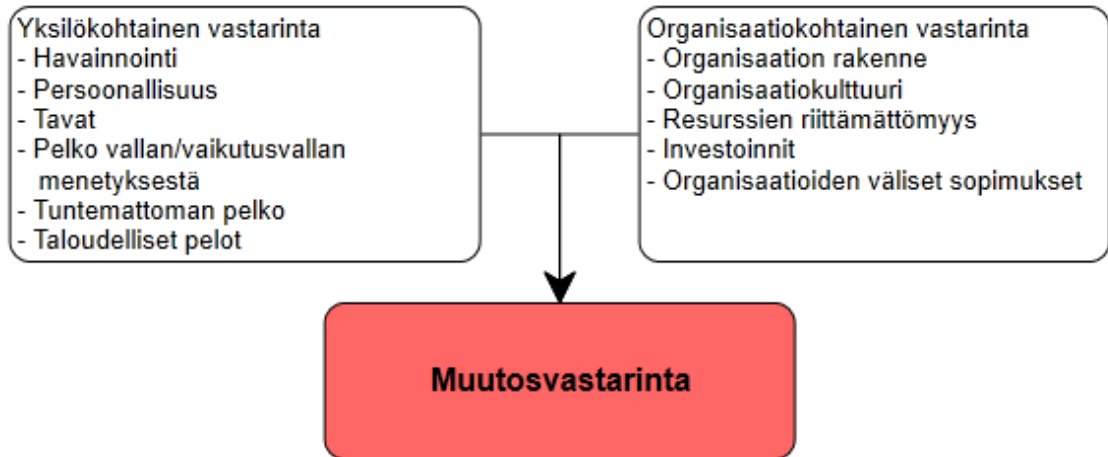 Yksilökohtainen vastarinta
- Havainnointi
- Persoonallisuus
- Tavat
- Pelko vallan/vaikutusvallan
menetyksestä
- Tuntemattoman pelko
- Taloudelliset pelot
Organisaatiokohtainen vastarinta
- Organisaation rakenne
- Organisaatiokulttuuri
- Resurssien riittämättömyys
- Investoinnit
- Organisaatioiden väliset sopimukset
Muutosvastarinta